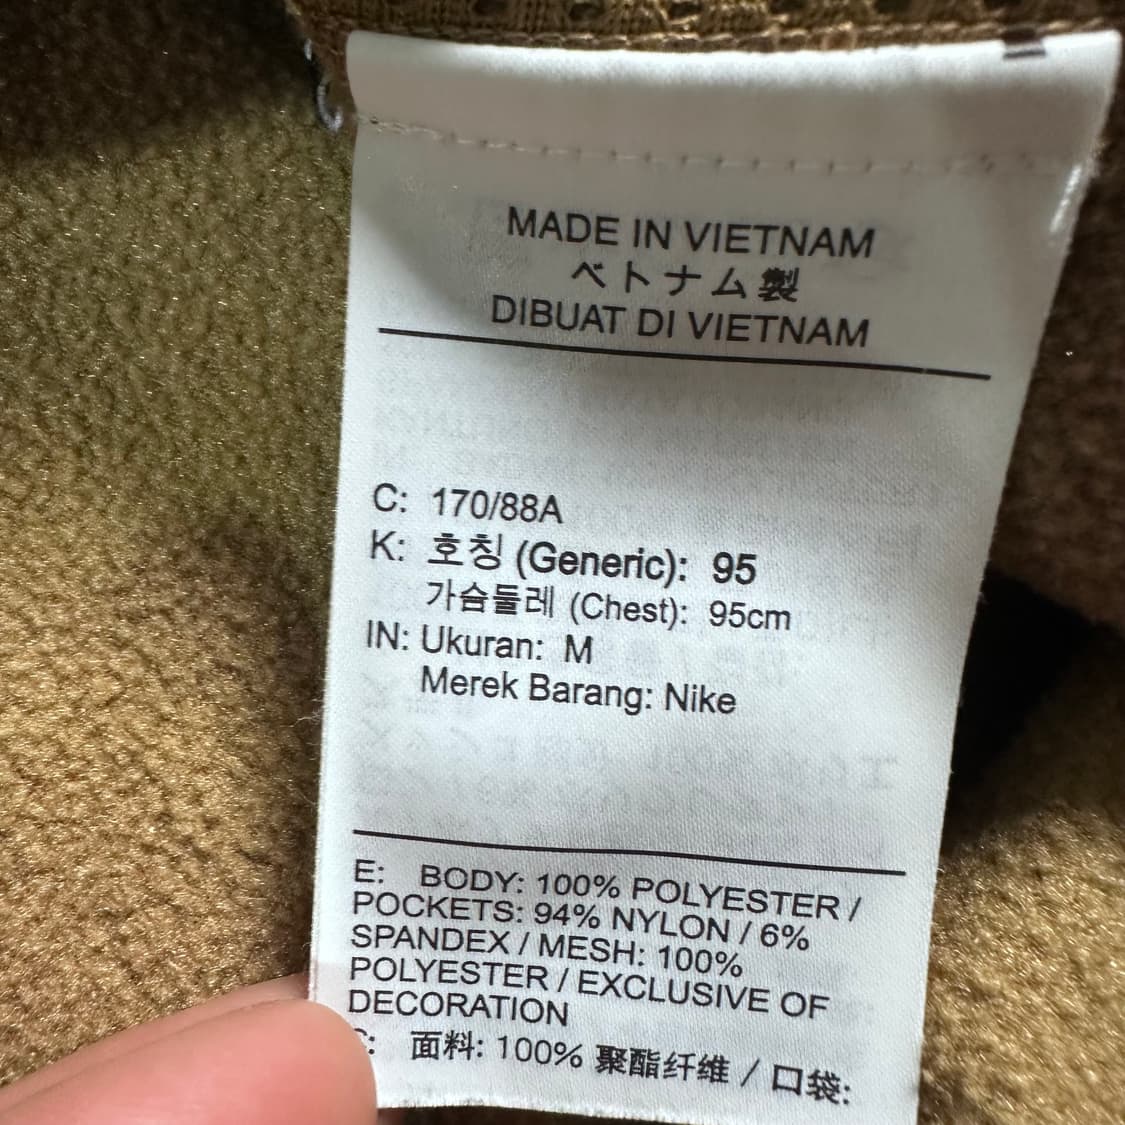 MADE IN VIETNAM
ベトナム製
DIBUAT DI VIETNAM
C: 170/88A
K: 호칭 (Generic): 95
가슴둘레 (Chest): 95cm
IN: Ukuran: M
Merek Barang: Nike
E: BODY: 100% POLYESTER /
POCKETS: 94% NYLON / 6%
SPANDEX / MESH: 100%
POLYESTER / EXCLUSIVE OF
DECORATION
面料: 100% 聚酯纤维 / 口袋: